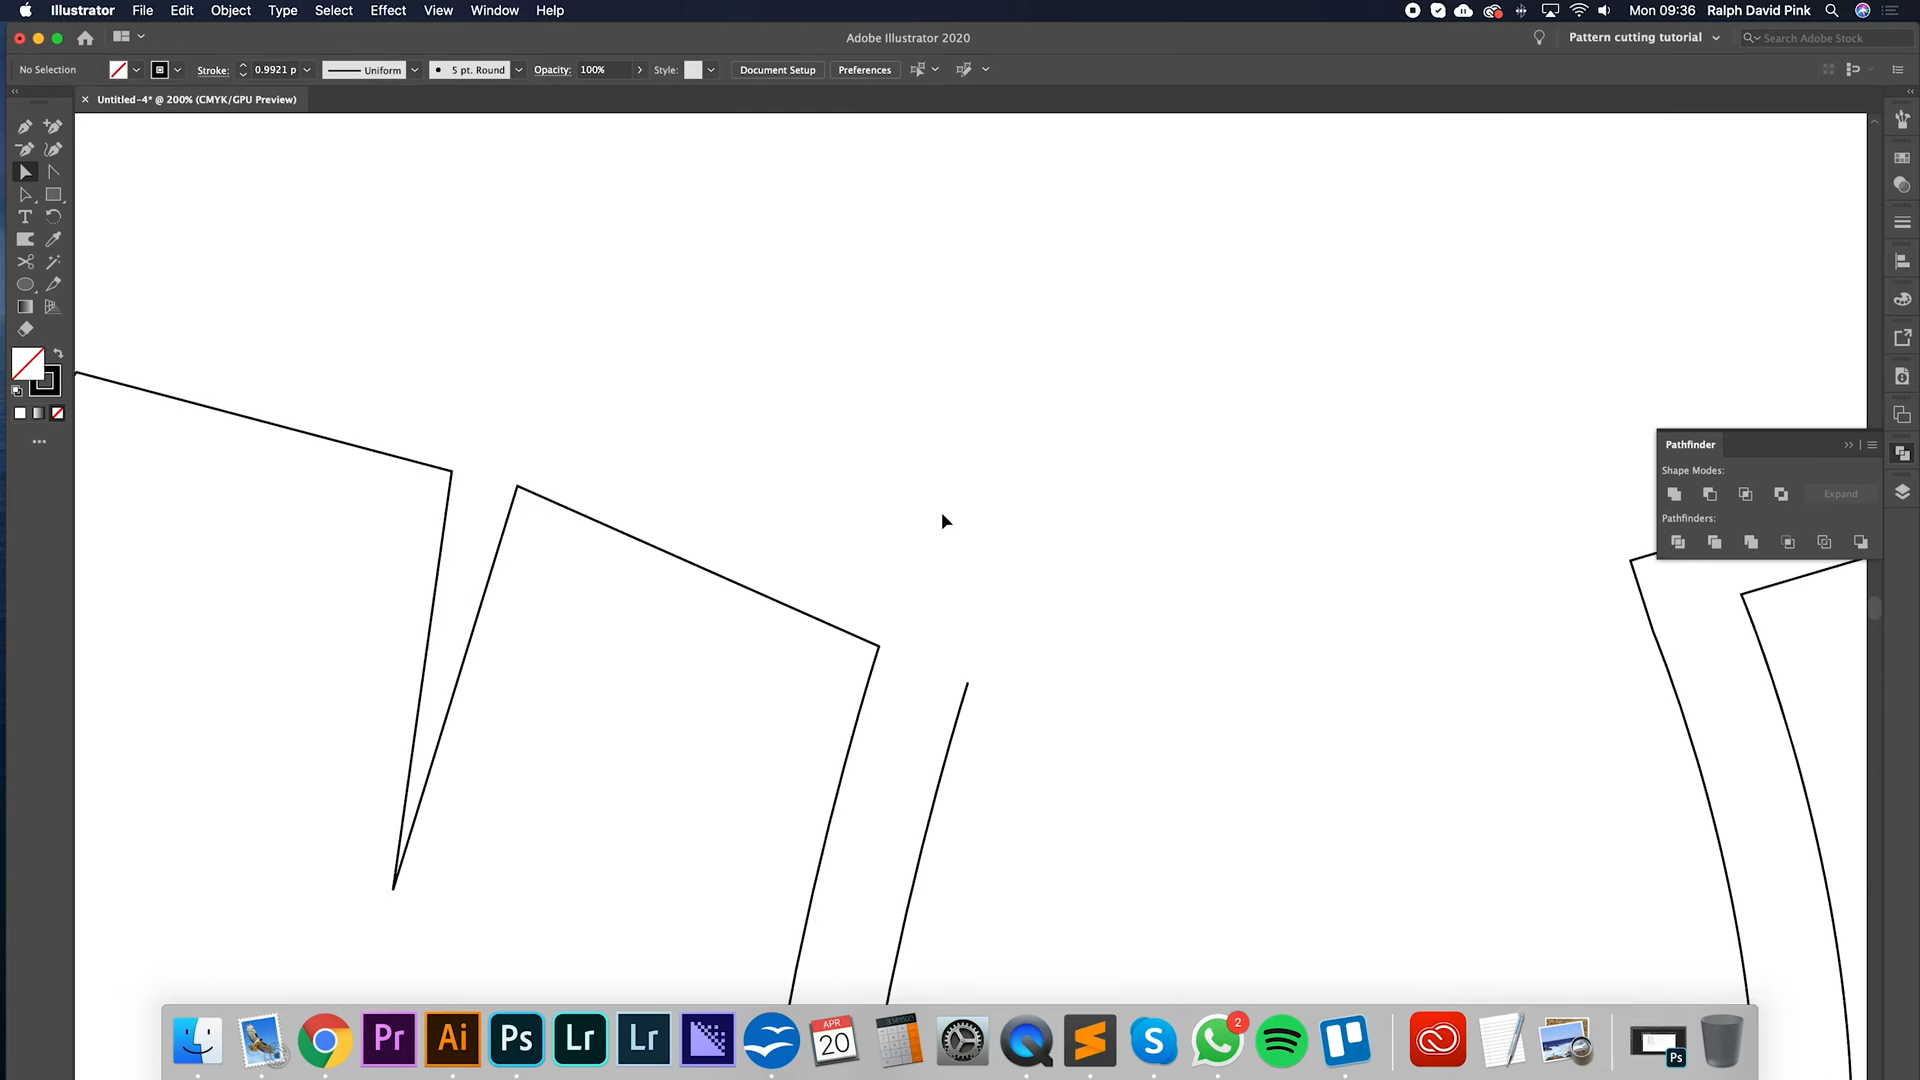 Illustrator File Edit Object Type Select Effect View Window Help Mon 09:36 Ralph David Pink
Adobe Illustrator 2020 Pattern cutting tutorial Search Adobe Stock
No Selection Stroke: 0.9921 p Uniform 5 pt. Round Opacity: 100% Style: Document Setup Preferences
Untitled-4* @ 200% (CMYK/GPU Preview)
T
Pathfinder
Shape Modes:
Expand
Pathfinders:
Pr Ai Ps Lr Lr APR 20 2 S Ps